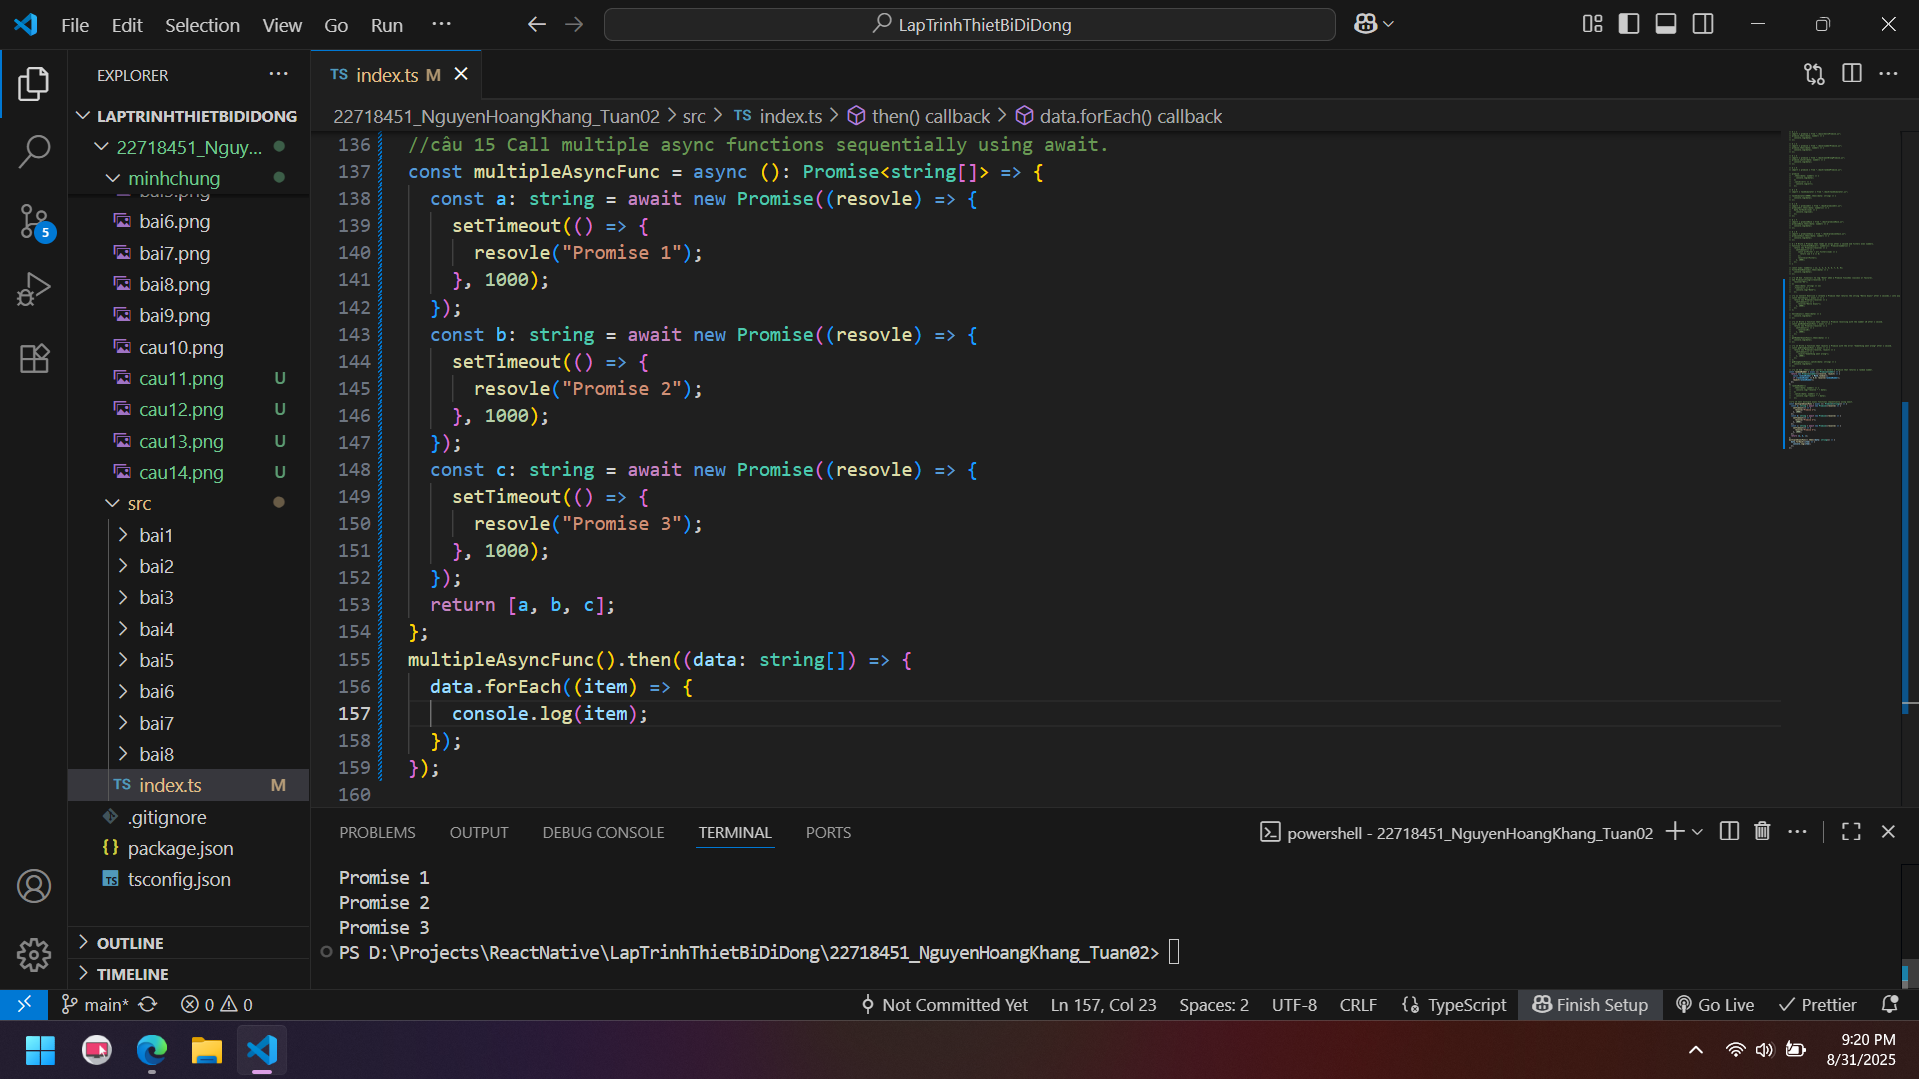 File Edit Selection View Go Run ···
LapTrinhThietBiDiDong
EXPLORER
LAPTRINHTHIETBIDIDONG
22718451_Nguy...
minhchung
bai6.png
bai7.png
bai8.png
bai9.png
cau10.png
cau11.png U
cau12.png U
cau13.png U
cau14.png U
src
bai1
bai2
bai3
bai4
bai5
bai6
bai7
bai8
TS index.ts M
.gitignore
{} package.json
TS tsconfig.json
OUTLINE
TIMELINE
TS index.ts M
22718451_NguyenHoangKhang_Tuan02 > src > TS index.ts > then() callback > data.forEach() callback
136 //câu 15 Call multiple async functions sequentially using await.
137 const multipleAsyncFunc = async (): Promise<string[]> => {
138 const a: string = await new Promise((resovle) => {
139 setTimeout(() => {
140 resovle("Promise 1");
141 }, 1000);
142 });
143 const b: string = await new Promise((resovle) => {
144 setTimeout(() => {
145 resovle("Promise 2");
146 }, 1000);
147 });
148 const c: string = await new Promise((resovle) => {
149 setTimeout(() => {
150 resovle("Promise 3");
151 }, 1000);
152 });
153 return [a, b, c];
154 };
155 multipleAsyncFunc().then((data: string[]) => {
156 data.forEach((item) => {
157 console.log(item);
158 });
159 });
160
PROBLEMS OUTPUT DEBUG CONSOLE TERMINAL PORTS
powershell - 22718451_NguyenHoangKhang_Tuan02
Promise 1
Promise 2
Promise 3
PS D:\Projects\ReactNative\LapTrinhThietBiDiDong\22718451_NguyenHoangKhang_Tuan02>
5
main* 0 0 Not Committed Yet Ln 157, Col 23 Spaces: 2 UTF-8 CRLF {} TypeScript Finish Setup Go Live Prettier
9:20 PM
8/31/2025